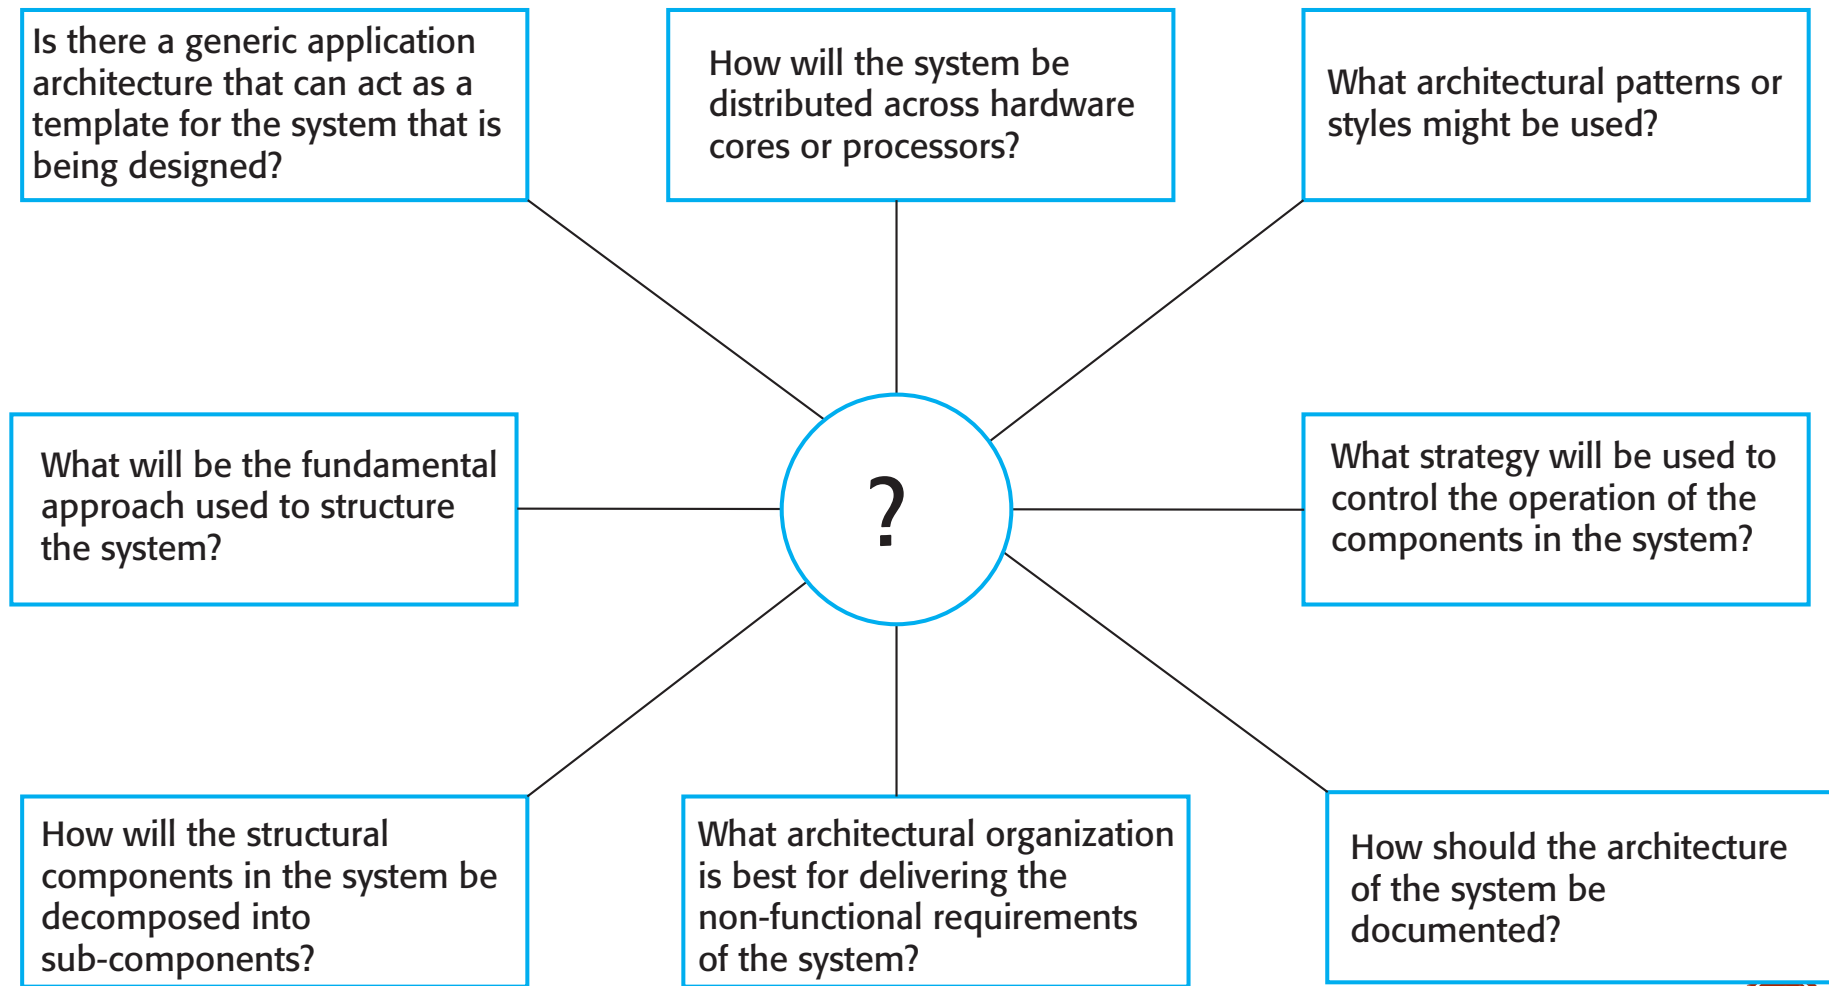 Is there a generic application
architecture that can act as a
template for the system that is
being designed?
How will the system be
distributed across hardware
cores or processors?
What architectural patterns or
styles might be used?
What will be the fundamental
approach used to structure
the system?
?
What strategy will be used to
control the operation of the
components in the system?
How will the structural
components in the system be
decomposed into
sub-components?
What architectural organization
is best for delivering the
non-functional requirements
of the system?
How should the architecture
of the system be
documented?